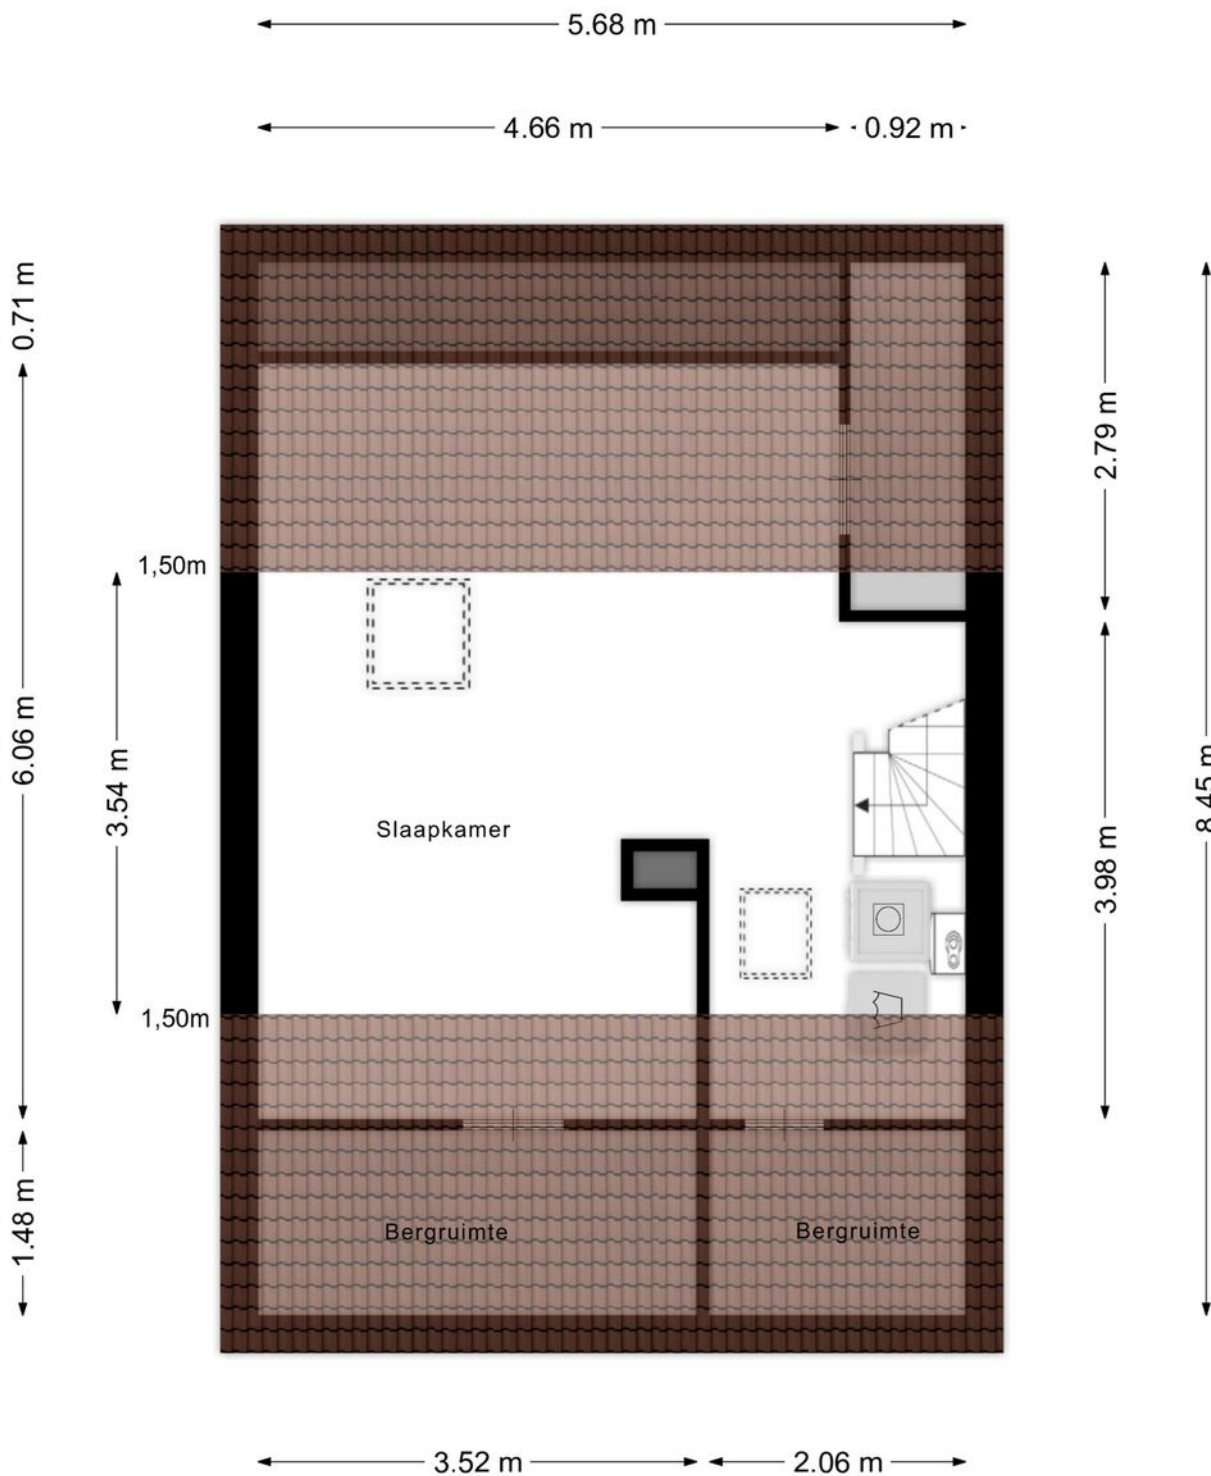 5.68 m
4.66 m
0.92 m
0.71 m
2.79 m
1,50m
6.06 m
3.54 m
8.45 m
Slaapkamer
3.98 m
1,50m
1.48 m
Bergruimte
Bergruimte
3.52 m
2.06 m